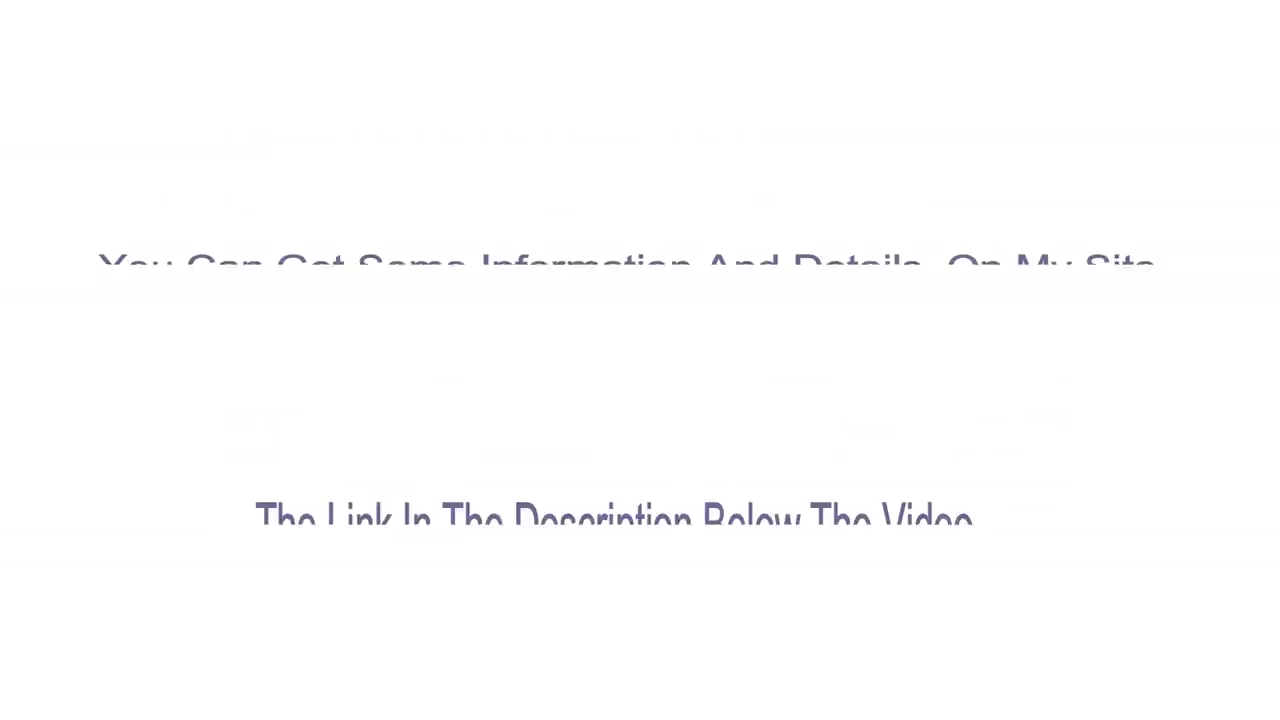 You Can Get Some Information And Details On My Site
The Link In The Description Below The Video